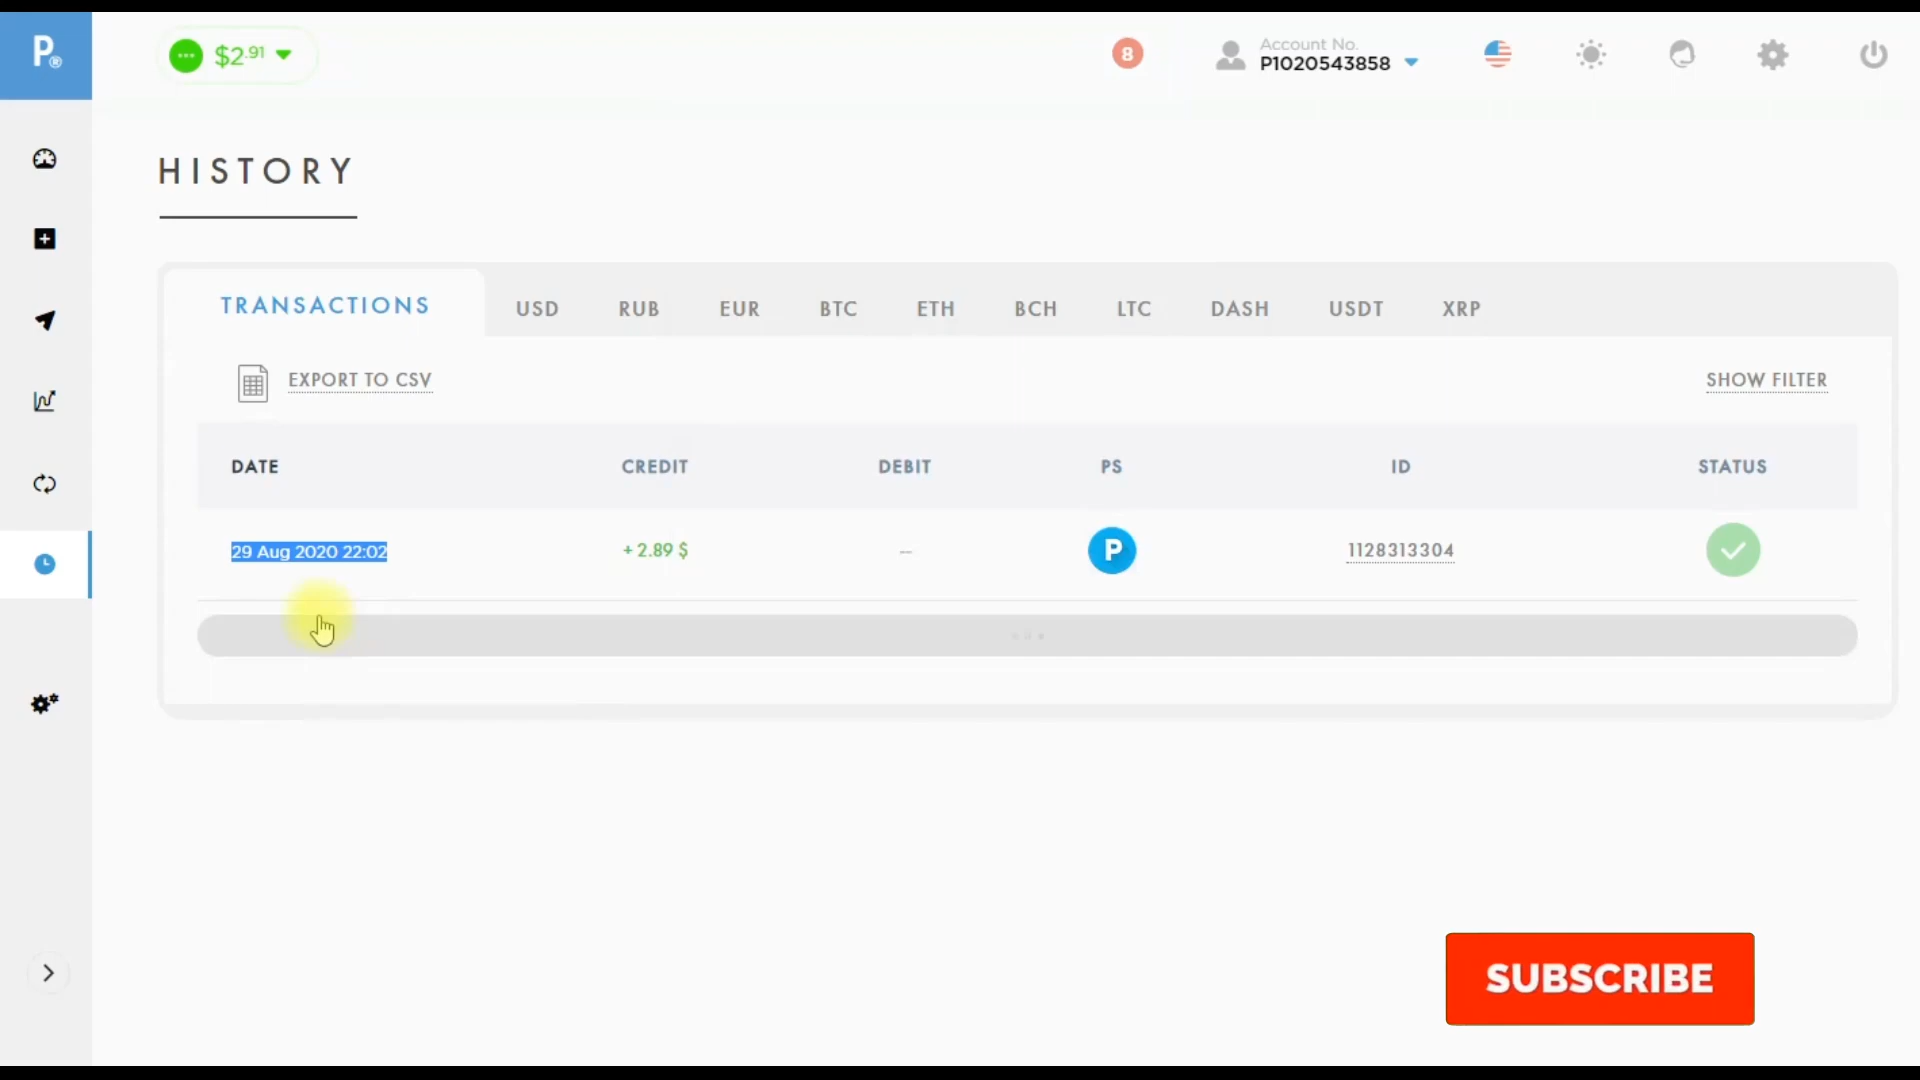 P®
$2.91
8
Account No.
P1020543858
HISTORY
TRANSACTIONS USD RUB EUR BTC ETH BCH LTC DASH USDT XRP
EXPORT TO CSV SHOW FILTER
DATE CREDIT DEBIT PS ID STATUS
29 Aug 2020 22:02 + 2.89 $ — P 1128313304
SUBSCRIBE